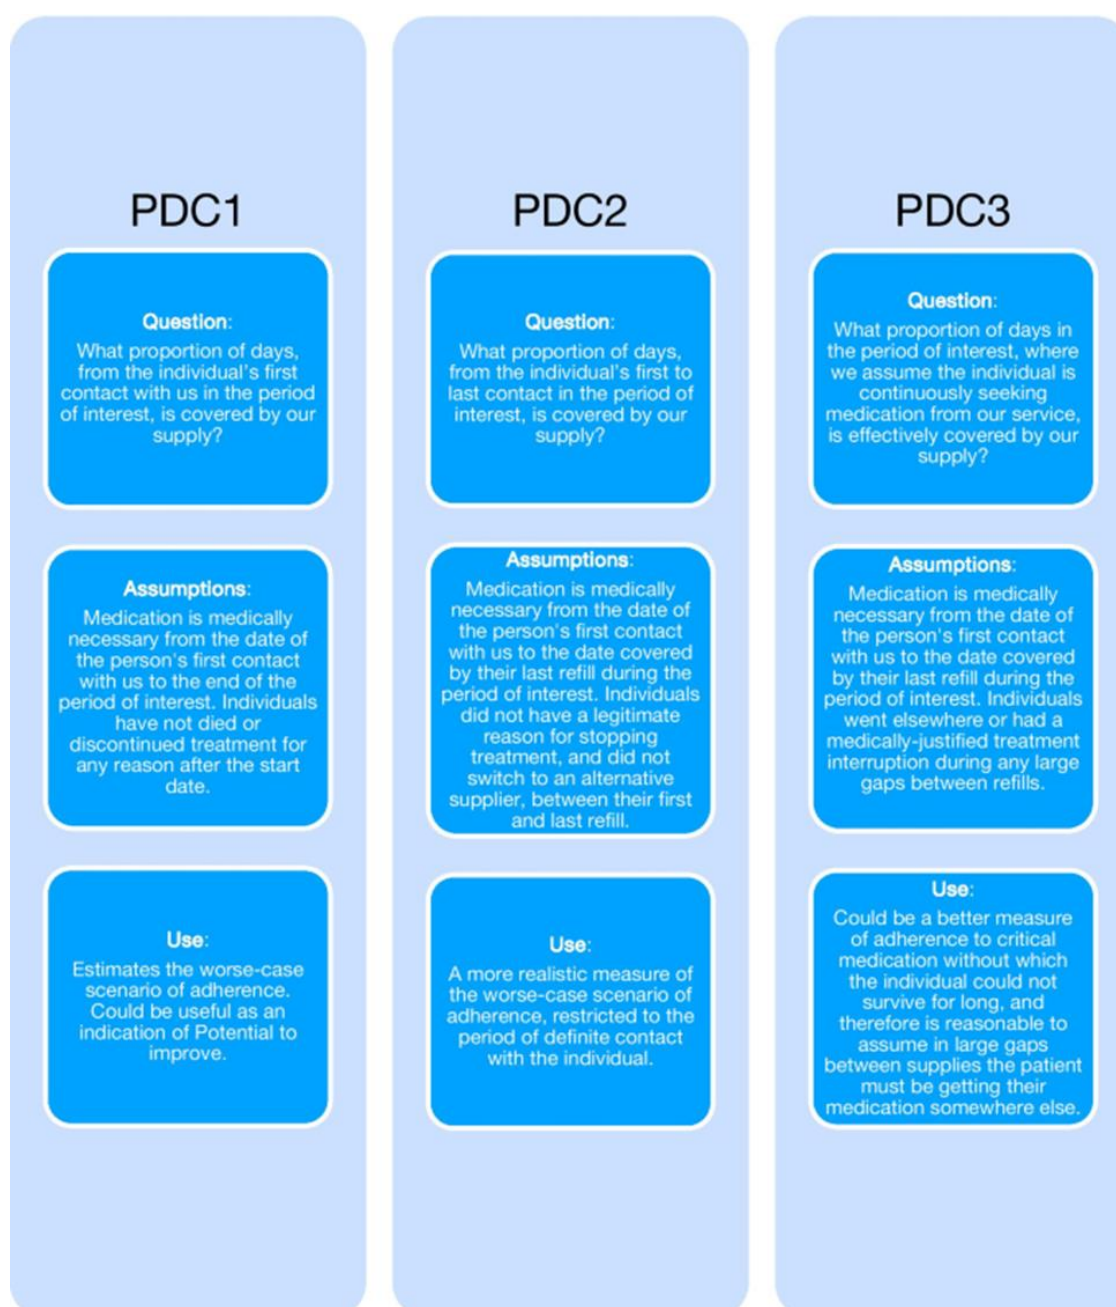 PDC1
Question:
What proportion of days,
from the individual's first
contact with us in the period
of interest, is covered by our
supply?
Assumptions:
Medication is medically
necessary from the date of
the person's first contact
with us to the end of the
period of interest. Individuals
have not died or
discontinued treatment for
any reason after the start
date.
Use:
Estimates the worse-case
scenario of adherence.
Could be useful as an
indication of Potential to
improve.
PDC2
Question:
What proportion of days,
from the individual's first to
last contact in the period of
interest, is covered by our
supply?
Assumptions:
Medication is medically
necessary from the date of
the person's first contact
with us to the date covered
by their last refill during the
period of interest. Individuals
did not have a legitimate
reason for stopping
treatment, and did not
switch to an alternative
supplier, between their first
and last refill.
Use:
A more realistic measure of
the worse-case scenario of
adherence, restricted to the
period of definite contact
with the individual.
PDC3
Question:
What proportion of days in
the period of interest, where
we assume the individual is
continuously seeking
medication from our service,
is effectively covered by our
supply?
Assumptions:
Medication is medically
necessary from the date of
the person's first contact
with us to the date covered
by their last refill during the
period of interest. Individuals
went elsewhere or had a
medically-justified treatment
interruption during any large
gaps between refills.
Use:
Could be a better measure
of adherence to critical
medication without which
the individual could not
survive for long, and
therefore is reasonable to
assume in large gaps
between supplies the patient
must be getting their
medication somewhere else.